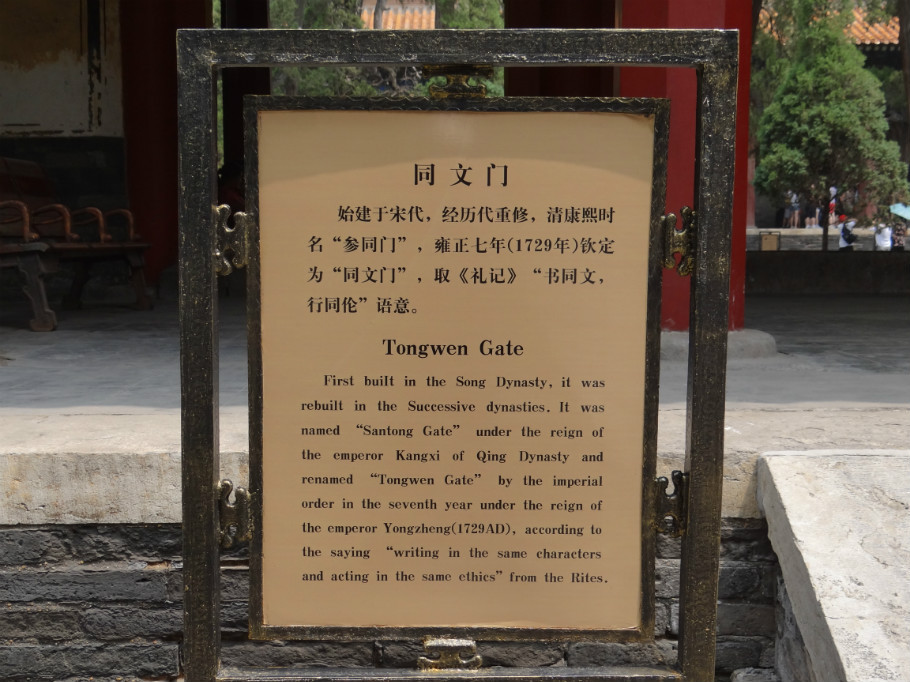 同文门
始建于宋代，经历代重修，清康熙时
名“参同门”，雍正七年(1729年)钦定
为“同文门”，取《礼记》“书同文，
行同伦”语意。
Tongwen Gate
First built in the Song Dynasty, it was
rebuilt in the Successive dynasties. It was
named “Santong Gate” under the reign of
the emperor Kangxi of Qing Dynasty and
renamed “Tongwen Gate” by the imperial
order in the seventh year under the reign of
the emperor Yongzheng(1729AD), according to
the saying “writing in the same characters
and acting in the same ethics” from the Rites.